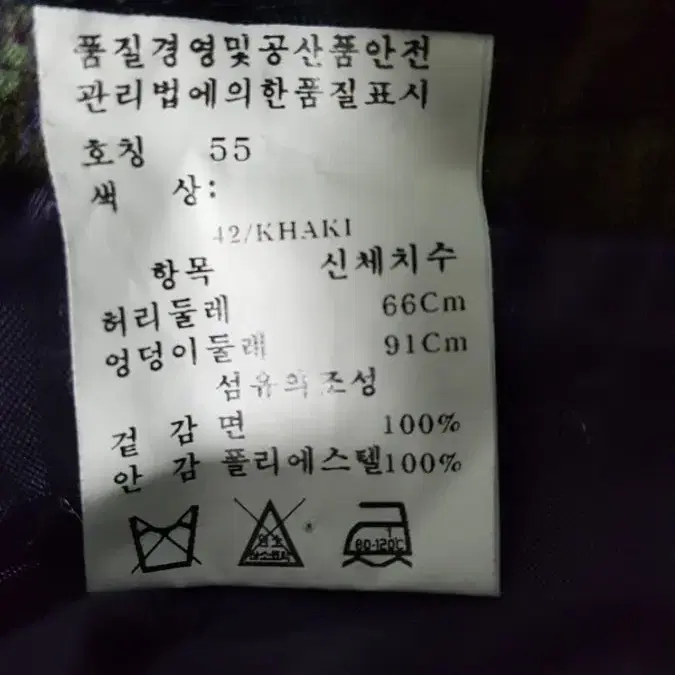 품질경영및공산품안전
관리법에의한품질표시
호칭 55
색 상:
42/KHAKI
항목 신체치수
허리둘레 66Cm
엉덩이둘레 91Cm
섬유의조성
겉 감 면 100%
안 감 폴리에스텔100%
80-120℃